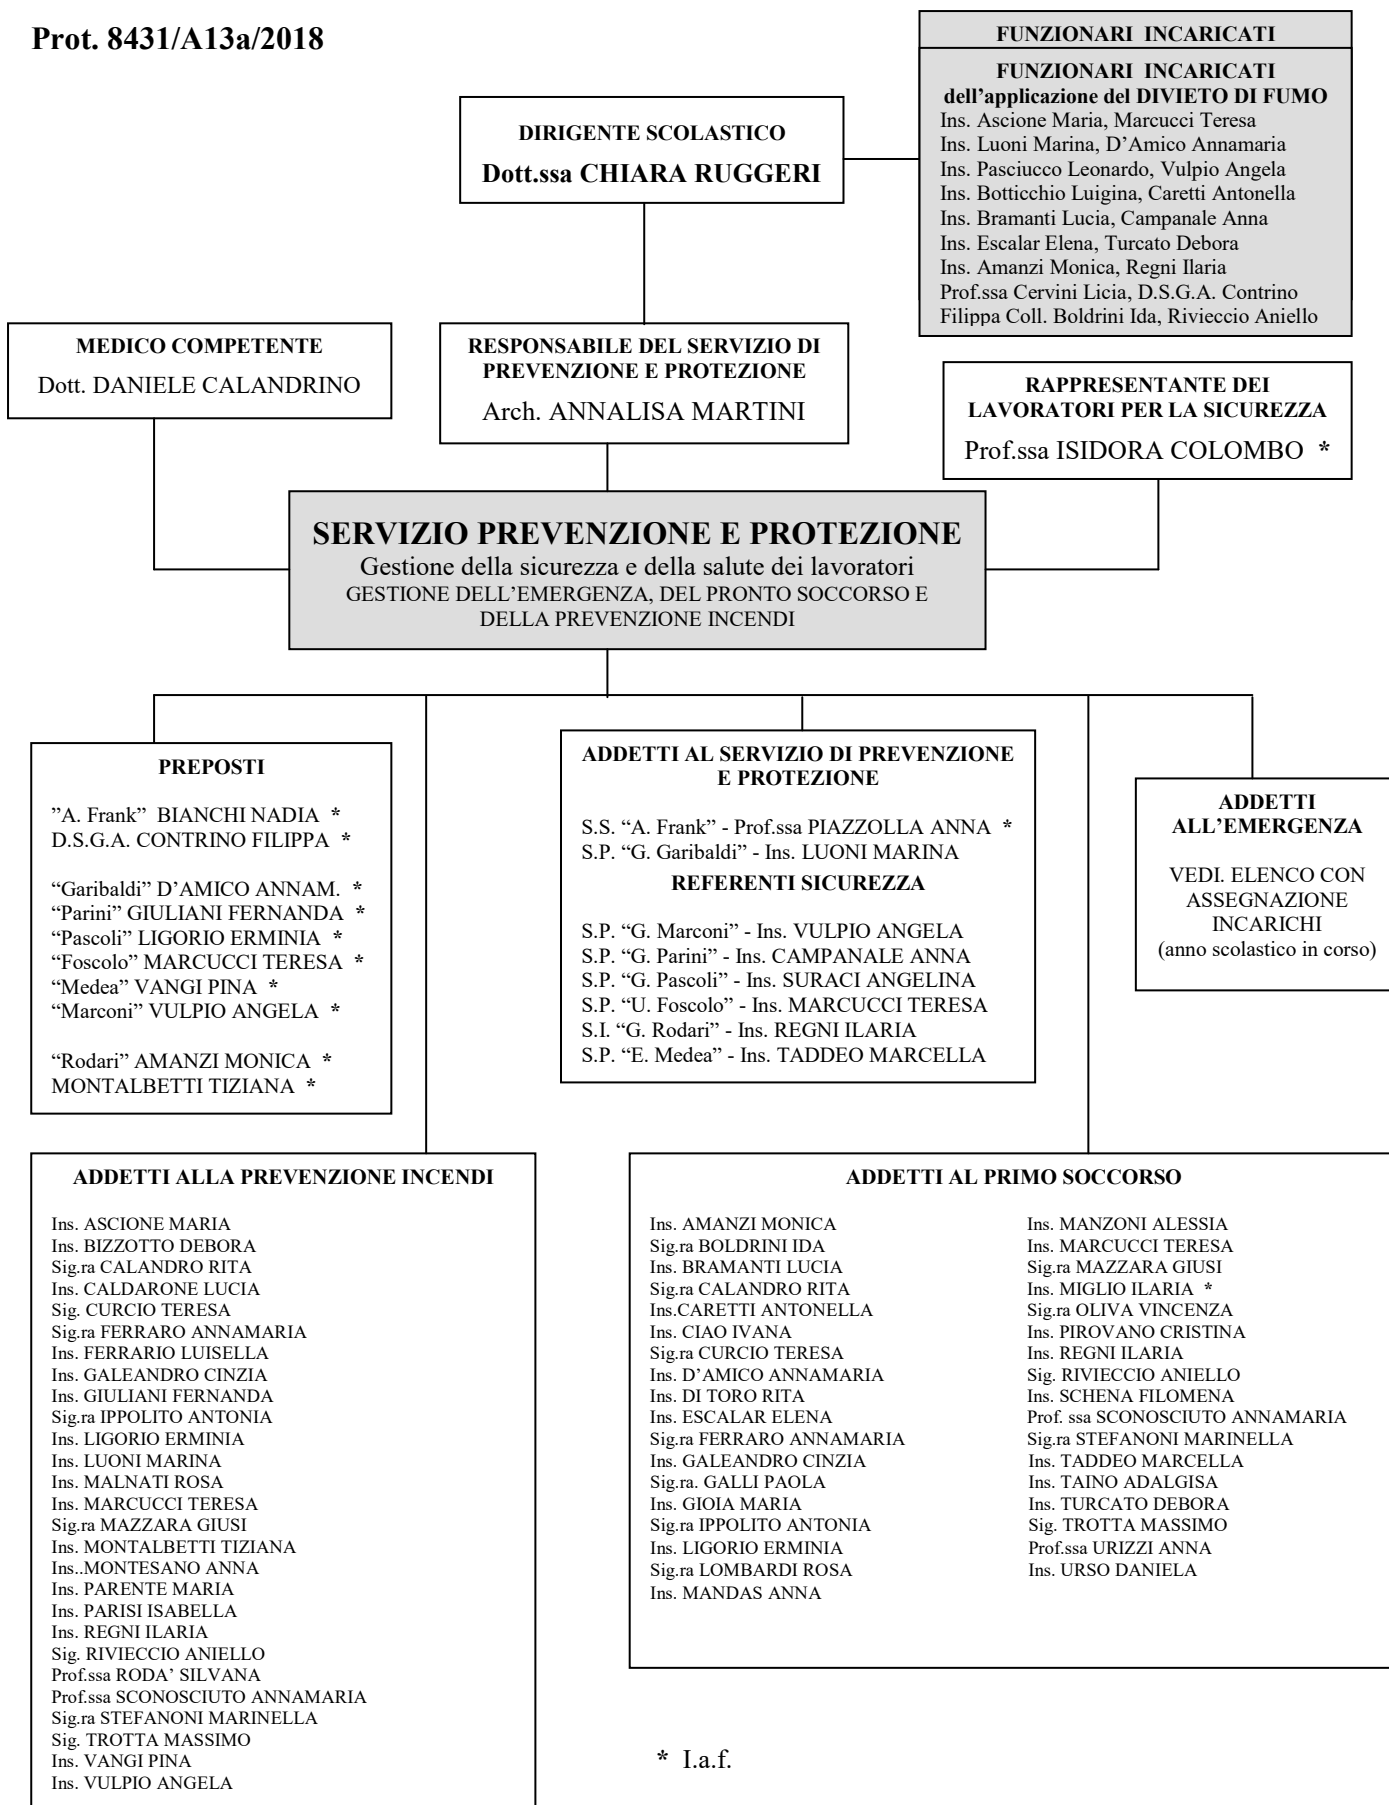 Prot. 8431/A13a/2018
FUNZIONARI INCARICATI
FUNZIONARI INCARICATI
dell’applicazione del DIVIETO DI FUMO
Ins. Ascione Maria, Marcucci Teresa
Ins. Luoni Marina, D’Amico Annamaria
Ins. Pasciucco Leonardo, Vulpio Angela
Ins. Botticchio Luigina, Caretti Antonella
Ins. Bramanti Lucia, Campanale Anna
Ins. Escalar Elena, Turcato Debora
Ins. Amanzi Monica, Regni Ilaria
Prof.ssa Cervini Licia, D.S.G.A. Contrino
Filippa Coll. Boldrini Ida, Rivieccio Aniello
DIRIGENTE SCOLASTICO
Dott.ssa CHIARA RUGGERI
MEDICO COMPETENTE
Dott. DANIELE CALANDRINO
RESPONSABILE DEL SERVIZIO DI
PREVENZIONE E PROTEZIONE
Arch. ANNALISA MARTINI
RAPPRESENTANTE DEI
LAVORATORI PER LA SICUREZZA
Prof.ssa ISIDORA COLOMBO *
SERVIZIO PREVENZIONE E PROTEZIONE
Gestione della sicurezza e della salute dei lavoratori
GESTIONE DELL’EMERGENZA, DEL PRONTO SOCCORSO E
DELLA PREVENZIONE INCENDI
PREPOSTI
”A. Frank” BIANCHI NADIA *
D.S.G.A. CONTRINO FILIPPA *
“Garibaldi” D’AMICO ANNAM. *
“Parini” GIULIANI FERNANDA *
“Pascoli” LIGORIO ERMINIA *
“Foscolo” MARCUCCI TERESA *
“Medea” VANGI PINA *
“Marconi” VULPIO ANGELA *
“Rodari” AMANZI MONICA *
MONTALBETTI TIZIANA *
ADDETTI AL SERVIZIO DI PREVENZIONE
E PROTEZIONE
S.S. “A. Frank” - Prof.ssa PIAZZOLLA ANNA *
S.P. “G. Garibaldi” - Ins. LUONI MARINA
REFERENTI SICUREZZA
S.P. “G. Marconi” - Ins. VULPIO ANGELA
S.P. “G. Parini” - Ins. CAMPANALE ANNA
S.P. “G. Pascoli” - Ins. SURACI ANGELINA
S.P. “U. Foscolo” - Ins. MARCUCCI TERESA
S.I. “G. Rodari” - Ins. REGNI ILARIA
S.P. “E. Medea” - Ins. TADDEO MARCELLA
ADDETTI
ALL’EMERGENZA
VEDI. ELENCO CON
ASSEGNAZIONE
INCARICHI
(anno scolastico in corso)
ADDETTI ALLA PREVENZIONE INCENDI
Ins. ASCIONE MARIA
Ins. BIZZOTTO DEBORA
Sig.ra CALANDRO RITA
Ins. CALDARONE LUCIA
Sig. CURCIO TERESA
Sig.ra FERRARO ANNAMARIA
Ins. FERRARIO LUISELLA
Ins. GALEANDRO CINZIA
Ins. GIULIANI FERNANDA
Sig.ra IPPOLITO ANTONIA
Ins. LIGORIO ERMINIA
Ins. LUONI MARINA
Ins. MALNATI ROSA
Ins. MARCUCCI TERESA
Sig.ra MAZZARA GIUSI
Ins. MONTALBETTI TIZIANA
Ins..MONTESANO ANNA
Ins. PARENTE MARIA
Ins. PARISI ISABELLA
Ins. REGNI ILARIA
Sig. RIVIECCIO ANIELLO
Prof.ssa RODA’ SILVANA
Prof.ssa SCONOSCIUTO ANNAMARIA
Sig.ra STEFANONI MARINELLA
Sig. TROTTA MASSIMO
Ins. VANGI PINA
Ins. VULPIO ANGELA
ADDETTI AL PRIMO SOCCORSO
Ins. AMANZI MONICA
Sig.ra BOLDRINI IDA
Ins. BRAMANTI LUCIA
Sig.ra CALANDRO RITA
Ins.CARETTI ANTONELLA
Ins. CIAO IVANA
Sig.ra CURCIO TERESA
Ins. D’AMICO ANNAMARIA
Ins. DI TORO RITA
Ins. ESCALAR ELENA
Sig.ra FERRARO ANNAMARIA
Ins. GALEANDRO CINZIA
Sig.ra. GALLI PAOLA
Ins. GIOIA MARIA
Sig.ra IPPOLITO ANTONIA
Ins. LIGORIO ERMINIA
Sig.ra LOMBARDI ROSA
Ins. MANDAS ANNA
Ins. MANZONI ALESSIA
Ins. MARCUCCI TERESA
Sig.ra MAZZARA GIUSI
Ins. MIGLIO ILARIA *
Sig.ra OLIVA VINCENZA
Ins. PIROVANO CRISTINA
Ins. REGNI ILARIA
Sig. RIVIECCIO ANIELLO
Ins. SCHENA FILOMENA
Prof. ssa SCONOSCIUTO ANNAMARIA
Sig.ra STEFANONI MARINELLA
Ins. TADDEO MARCELLA
Ins. TAINO ADALGISA
Ins. TURCATO DEBORA
Sig. TROTTA MASSIMO
Prof.ssa URIZZI ANNA
Ins. URSO DANIELA
* I.a.f.